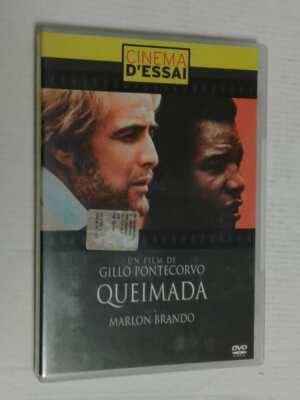 CINEMA
D'ESSAI
UN FILM DI
GILLO PONTECORVO
QUEIMADA
MARLON BRANDO
DVD